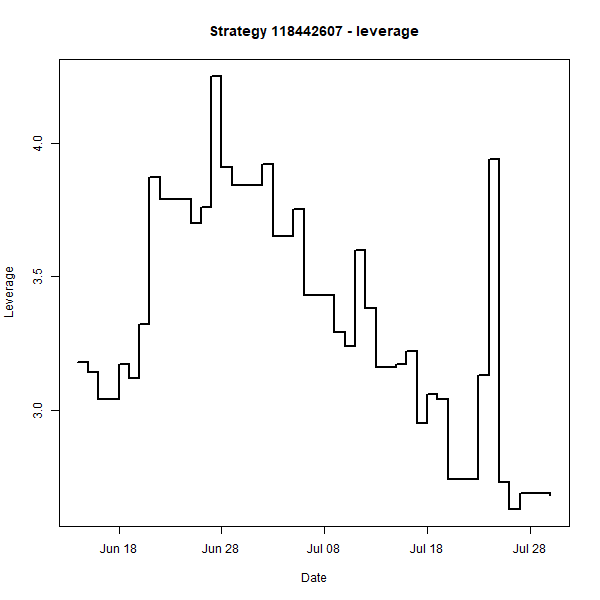 Strategy 118442607 - leverage
Leverage
4.0
3.5
3.0
Jun 18
Jun 28
Jul 08
Jul 18
Jul 28
Date